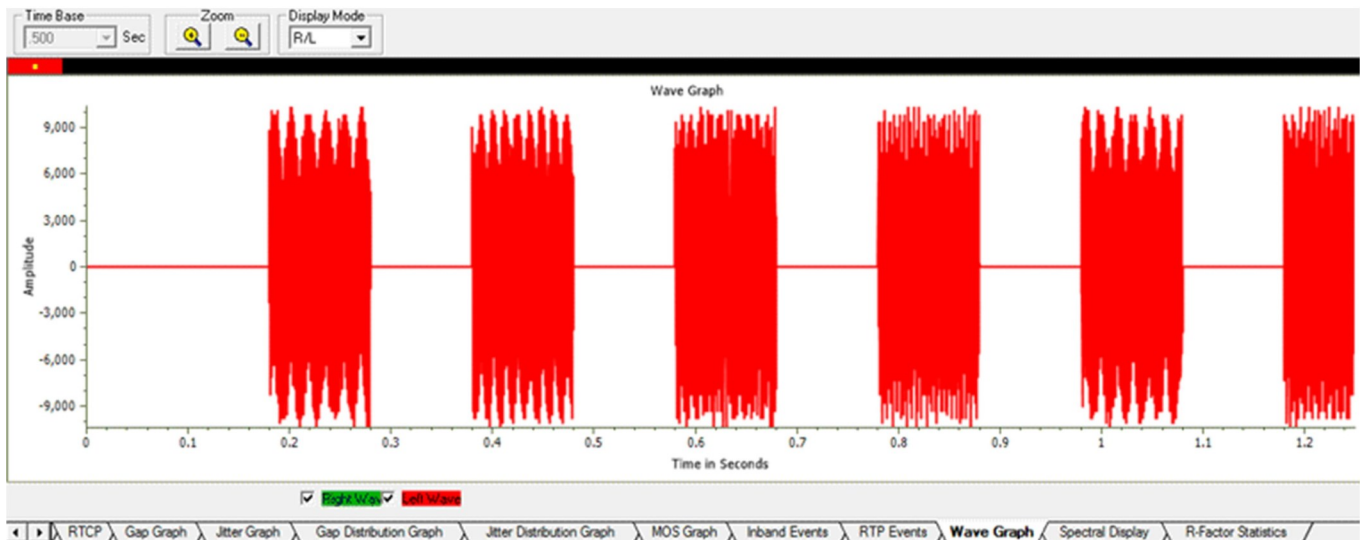 Time Base
.500
Sec
Zoom
Display Mode
R/L
Wave Graph
9,000
6,000
3,000
0
-3,000
-6,000
-9,000
Amplitude
0 0.1 0.2 0.3 0.4 0.5 0.6 0.7 0.8 0.9 1 1.1 1.2
Time in Seconds
Right Wav Left Wave
RTCP Gap Graph Jitter Graph Gap Distribution Graph Jitter Distribution Graph MOS Graph Inband Events RTP Events Wave Graph Spectral Display R-Factor Statistics